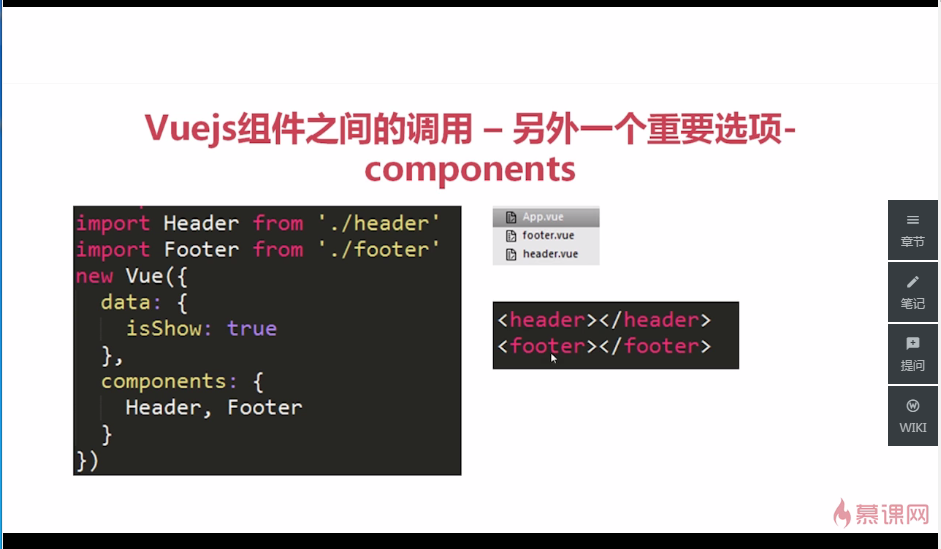 Vuejs组件之间的调用 – 另外一个重要选项-
components
import Header from './header'
import Footer from './footer'
new Vue({
data: {
isShow: true
},
components: {
Header, Footer
}
})
App.vue
footer.vue
header.vue
<header></header>
<footer></footer>
章节
笔记
提问
WIKI
慕课网